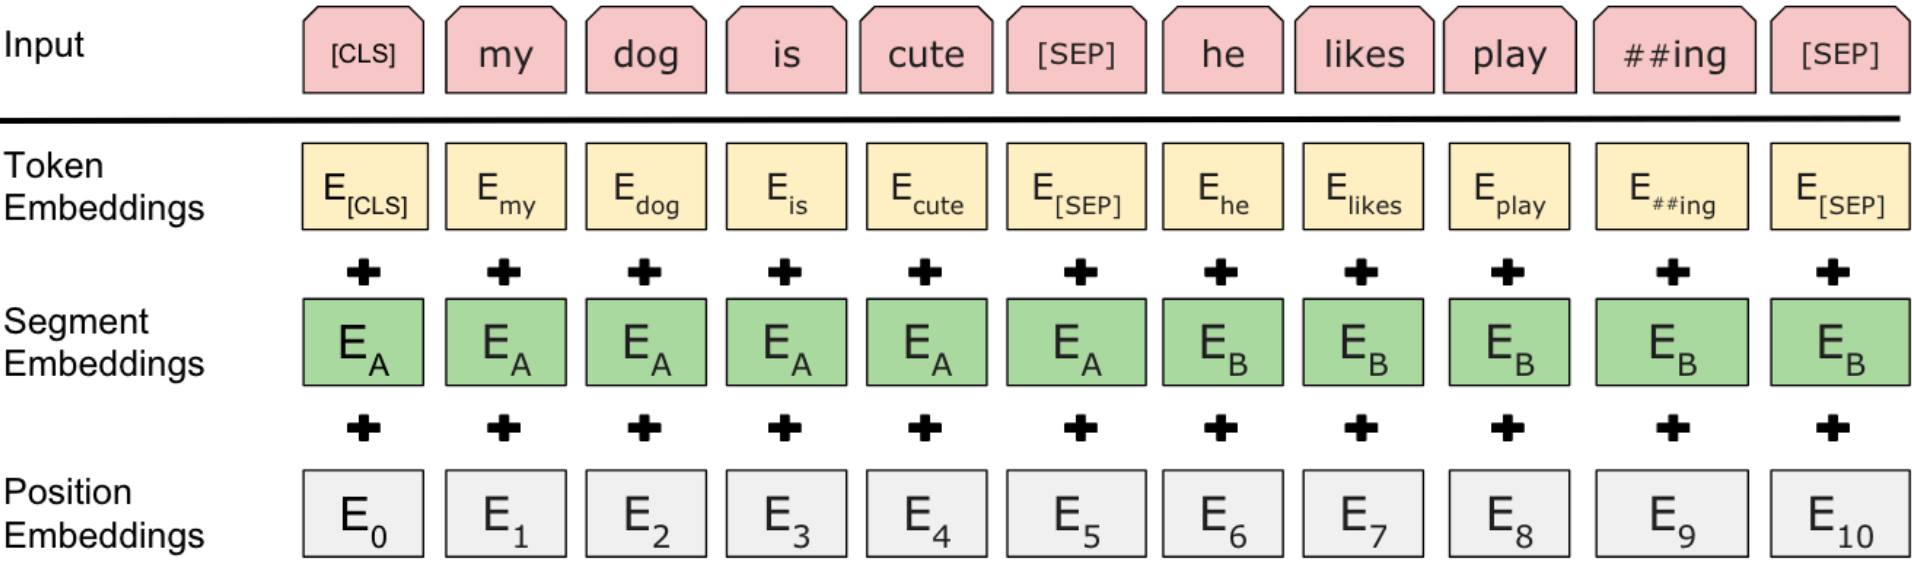 Input [CLS] my dog is cute [SEP] he likes play ##ing [SEP]
Token
Embeddings
E[CLS] Emy Edog Eis Ecute E[SEP] Ehe Elikes Eplay E##ing E[SEP]
+ + + + + + + + + + +
Segment
Embeddings
EA EA EA EA EA EA EB EB EB EB EB
+ + + + + + + + + + +
Position
Embeddings
E0 E1 E2 E3 E4 E5 E6 E7 E8 E9 E10